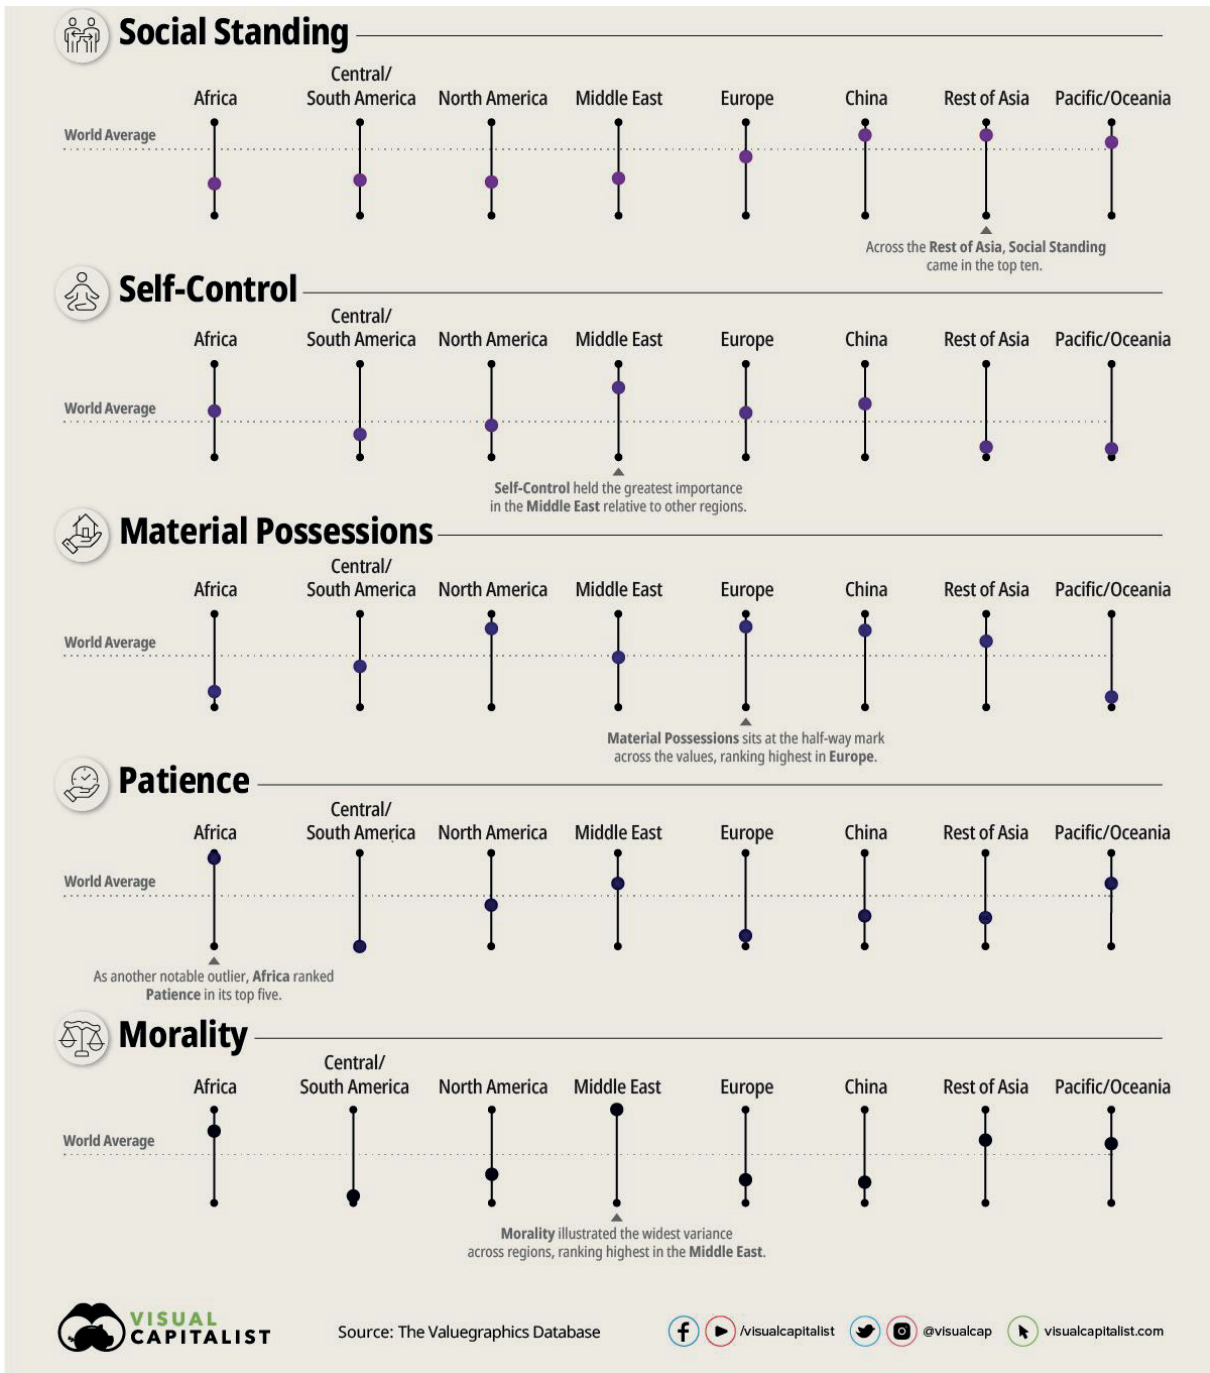 Social Standing
Africa
Central/
South America
North America
Middle East
Europe
China
Rest of Asia
Pacific/Oceania
World Average
Across the Rest of Asia, Social Standing
came in the top ten.
Self-Control
Africa
Central/
South America
North America
Middle East
Europe
China
Rest of Asia
Pacific/Oceania
World Average
Self-Control held the greatest importance
in the Middle East relative to other regions.
Material Possessions
Africa
Central/
South America
North America
Middle East
Europe
China
Rest of Asia
Pacific/Oceania
World Average
Material Possessions sits at the half-way mark
across the values, ranking highest in Europe.
Patience
Africa
Central/
South America
North America
Middle East
Europe
China
Rest of Asia
Pacific/Oceania
World Average
As another notable outlier, Africa ranked
Patience in its top five.
Morality
Africa
Central/
South America
North America
Middle East
Europe
China
Rest of Asia
Pacific/Oceania
World Average
Morality illustrated the widest variance
across regions, ranking highest in the Middle East.
VISUAL
CAPITALIST
Source: The Valuegraphics Database
/visualcapitalist
@visualcap
visualcapitalist.com